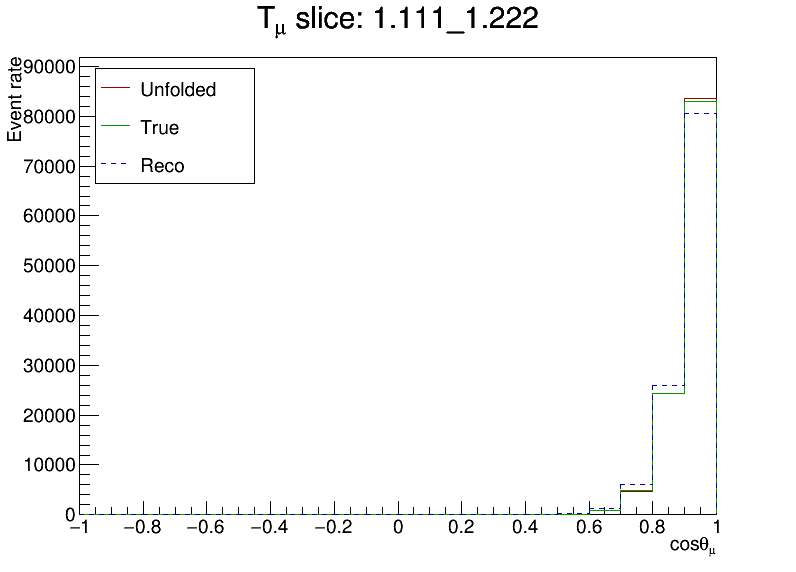 Tμ slice: 1.111_1.222
Event rate
90000
80000
70000
60000
50000
40000
30000
20000
10000
0
Unfolded
True
Reco
−1 −0.8 −0.6 −0.4 −0.2 0 0.2 0.4 0.6 0.8 1
cosθμ